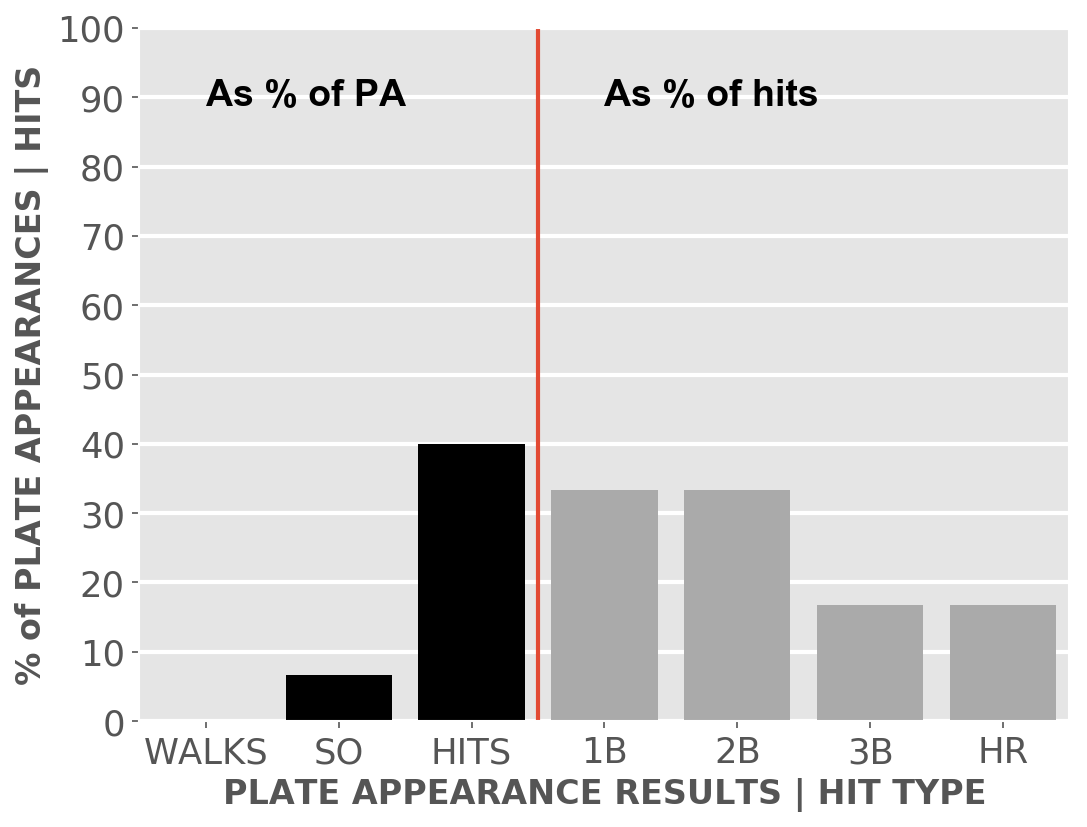 % of PLATE APPEARANCES | HITS
100
90
80
70
60
50
40
30
20
10
0
As % of PA
As % of hits
WALKS SO HITS 1B 2B 3B HR
PLATE APPEARANCE RESULTS | HIT TYPE